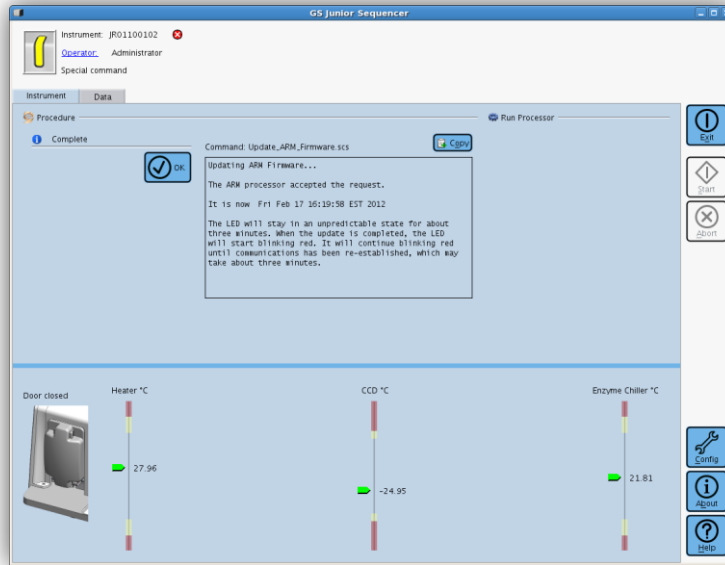 GS Junior Sequencer
Instrument: JR01100102
Operator: Administrator
Special command
Instrument Data
Procedure
Complete
OK
Command: Update_ARM_Firmware.scs
Copy
Updating ARM Firmware...
The ARM processor accepted the request.
It is now Fri Feb 17 16:19:58 EST 2012
The LED will stay in an unpredictable state for about
three minutes. When the update is completed, the LED
will start blinking red. It will continue blinking red
until communications has been re-established, which may
take about three minutes.
Run Processor
Exit
Start
Abort
Door closed
Heater °C
27.96
CCD °C
-24.95
Enzyme Chiller °C
21.81
Config
About
Help